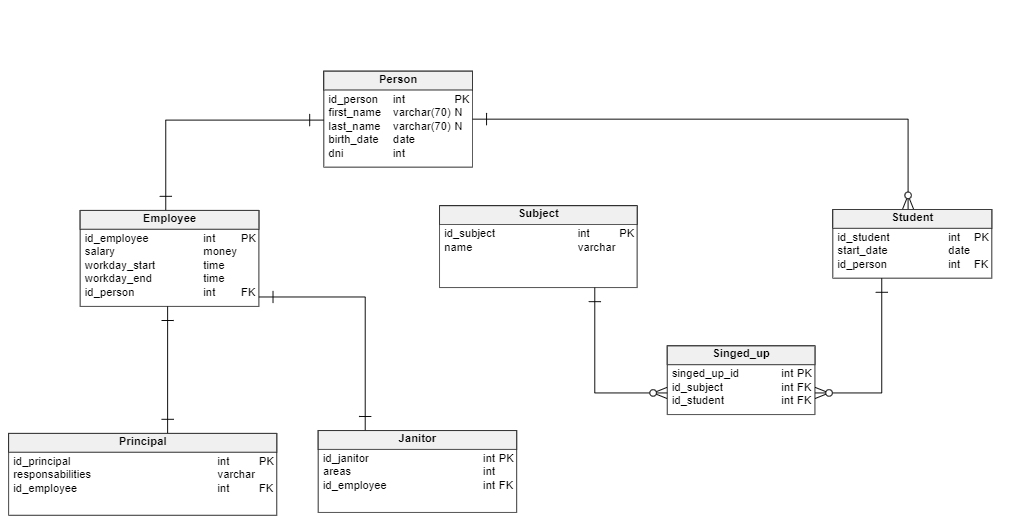 Person
id_person int PK
first_name varchar(70) N
last_name varchar(70) N
birth_date date
dni int
Employee
id_employee int PK
salary money
workday_start time
workday_end time
id_person int FK
Subject
id_subject int PK
name varchar
Student
id_student int PK
start_date date
id_person int FK
Singed_up
singed_up_id int PK
id_subject int FK
id_student int FK
Principal
id_principal int PK
responsabilities varchar
id_employee int FK
Janitor
id_janitor int PK
areas int
id_employee int FK